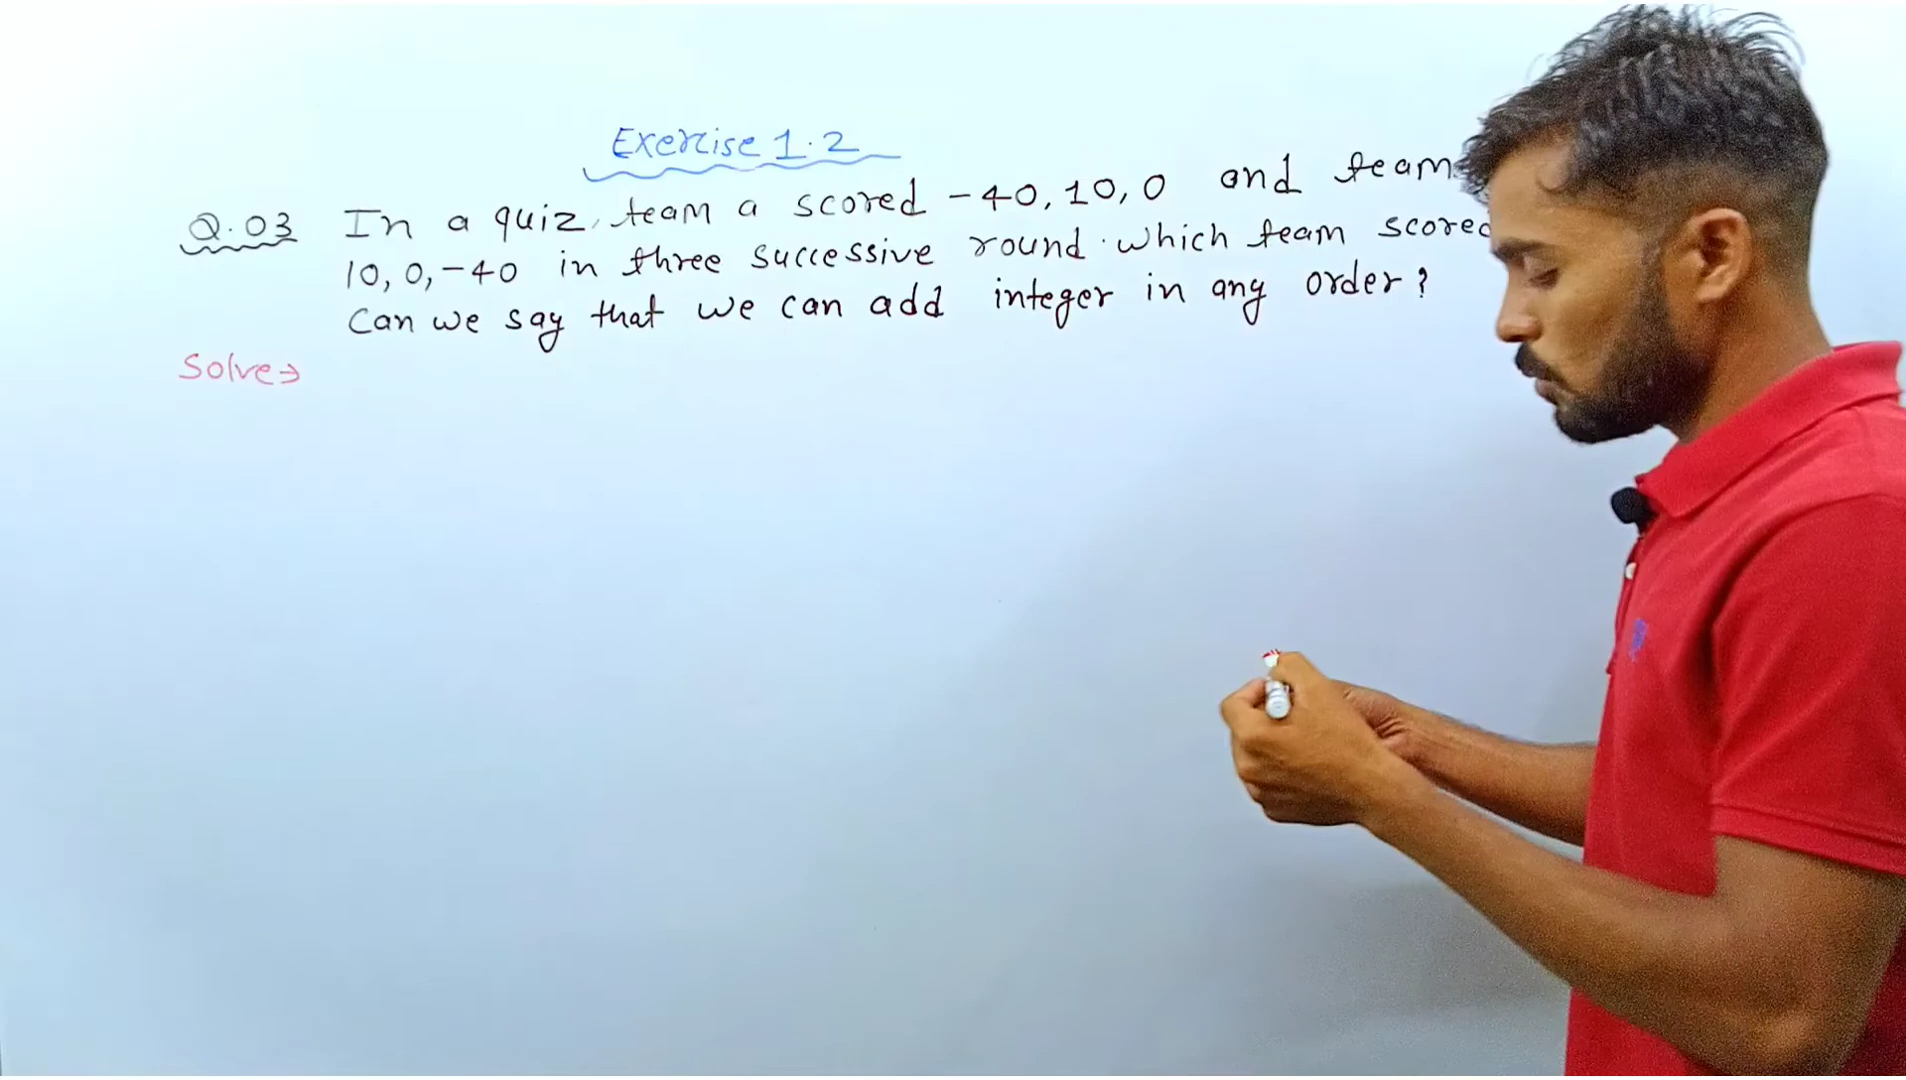 Exercise 1.2
Q.03 In a quiz, team a scored -40, 10, 0 and team
10, 0, -40 in three successive round. which team scored
Can we say that we can add integer in any order?
Solve→